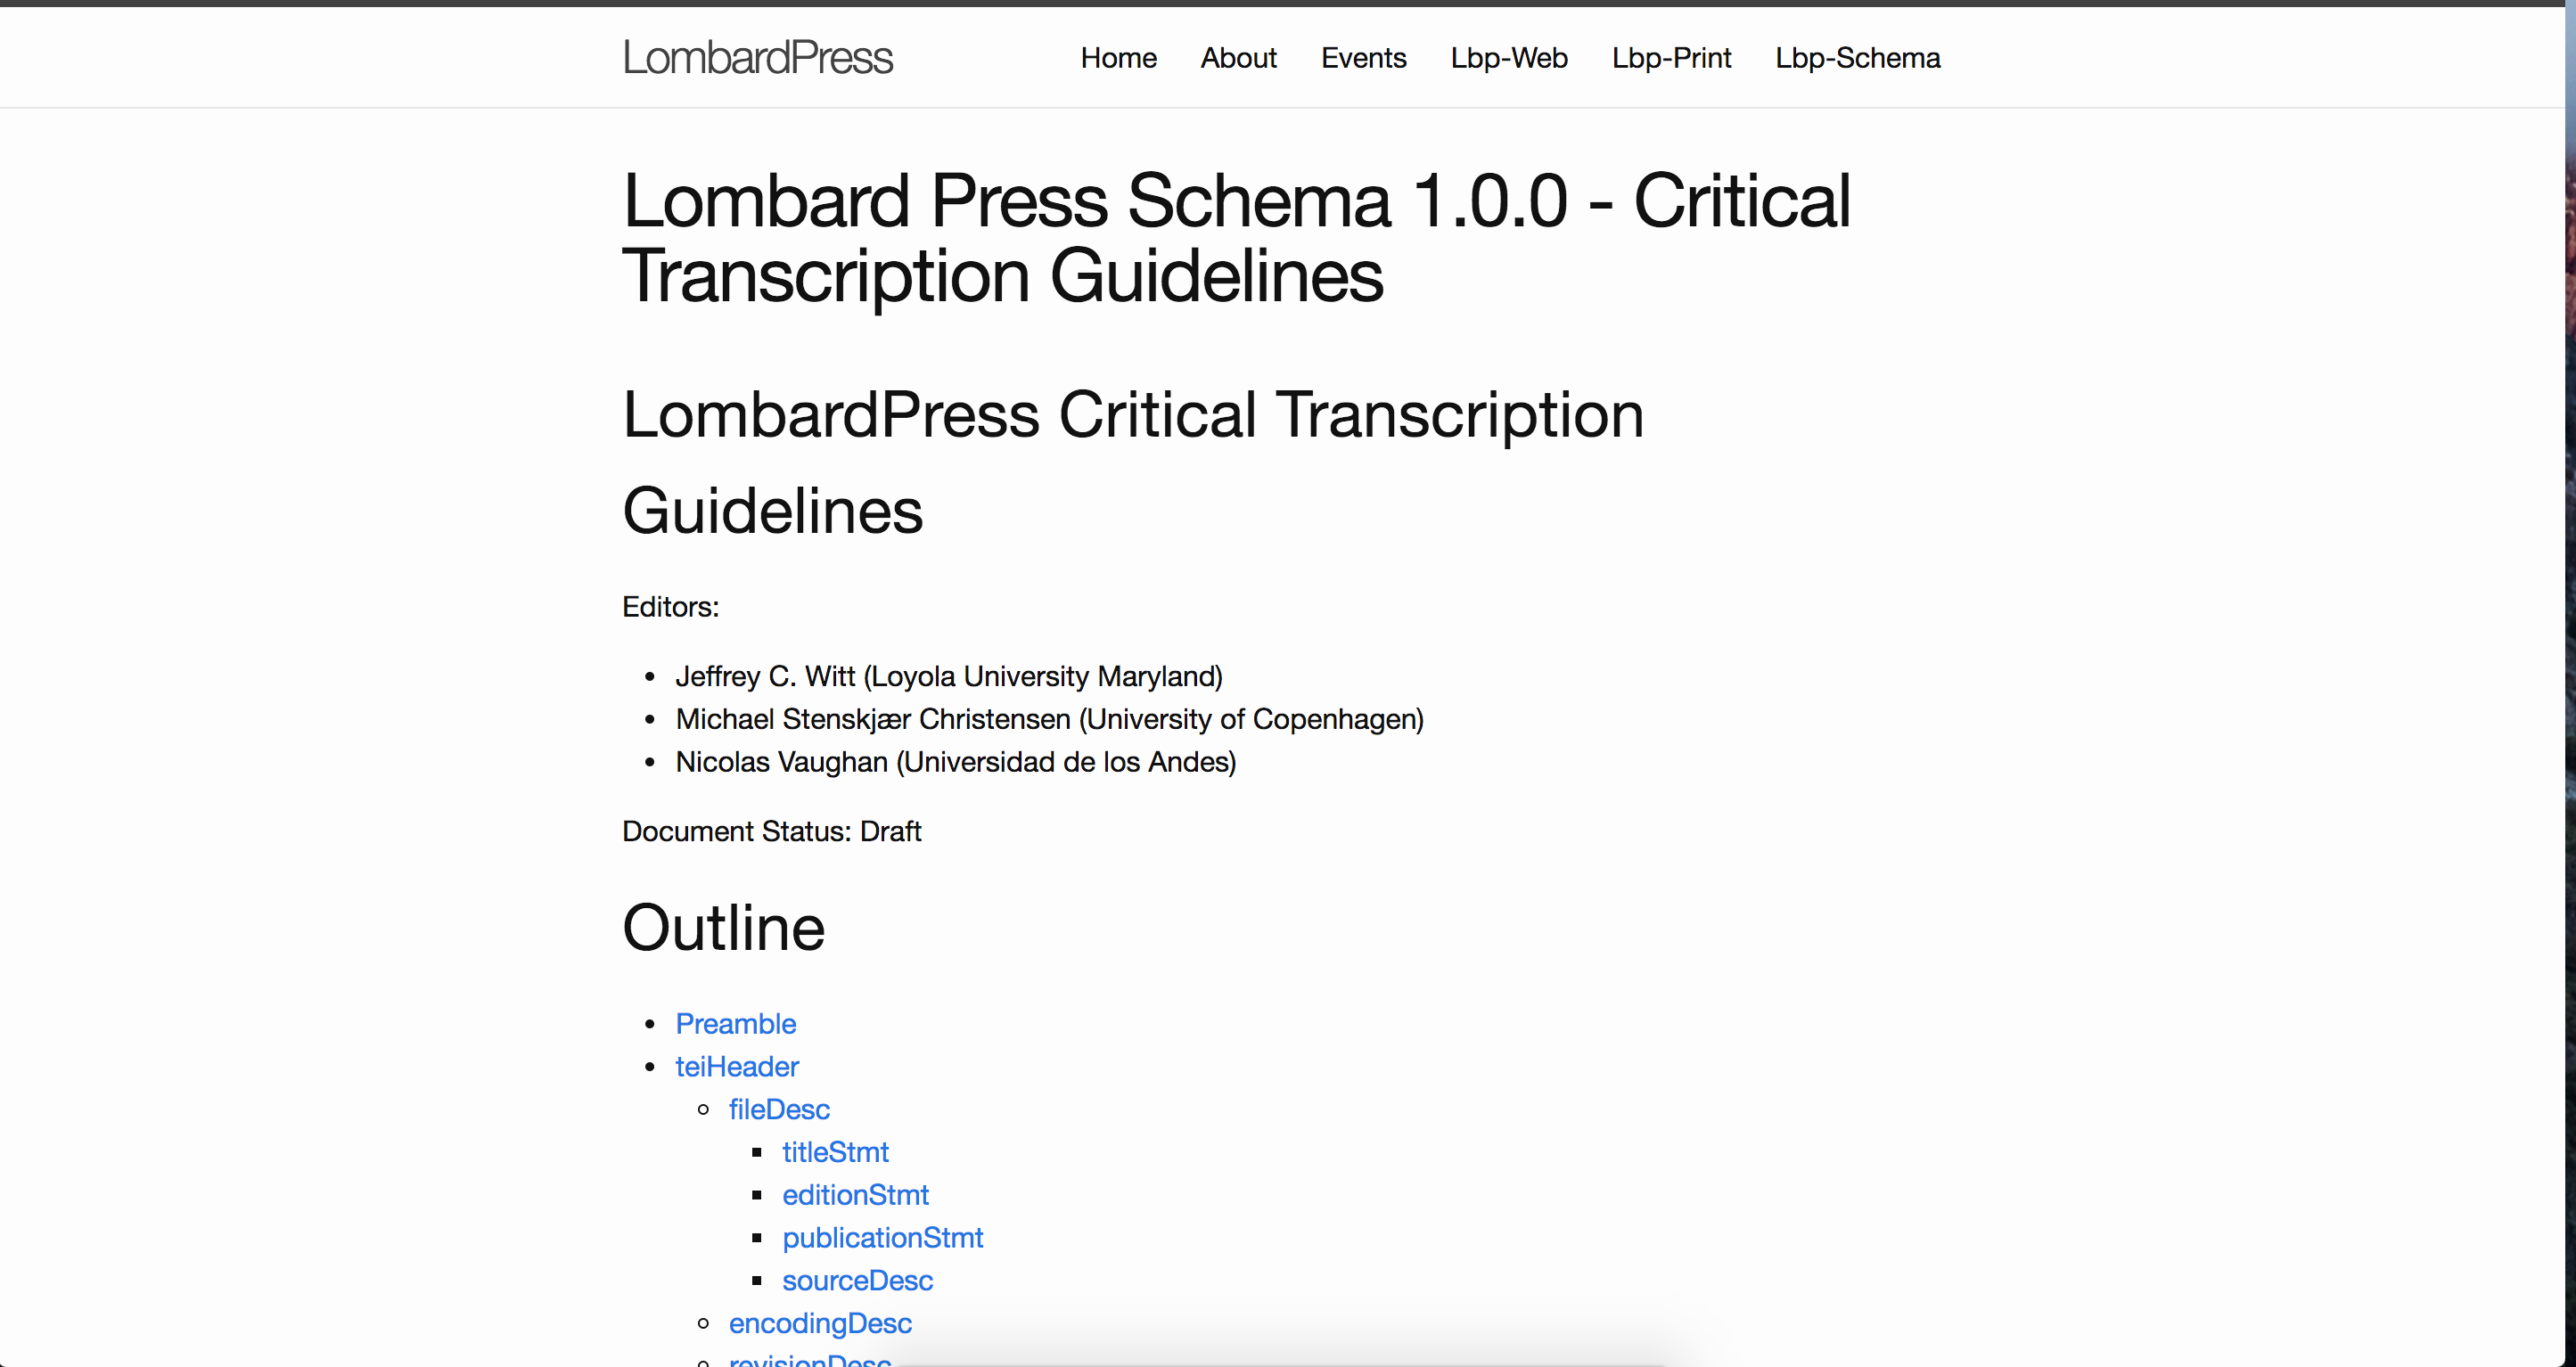 LombardPress
Home About Events Lbp-Web Lbp-Print Lbp-Schema
Lombard Press Schema 1.0.0 - Critical
Transcription Guidelines
LombardPress Critical Transcription
Guidelines
Editors:
• Jeffrey C. Witt (Loyola University Maryland)
• Michael Stenskjær Christensen (University of Copenhagen)
• Nicolas Vaughan (Universidad de los Andes)
Document Status: Draft
Outline
• Preamble
• teiHeader
◦ fileDesc
▪ titleStmt
▪ editionStmt
▪ publicationStmt
▪ sourceDesc
◦ encodingDesc
◦ revisionDesc